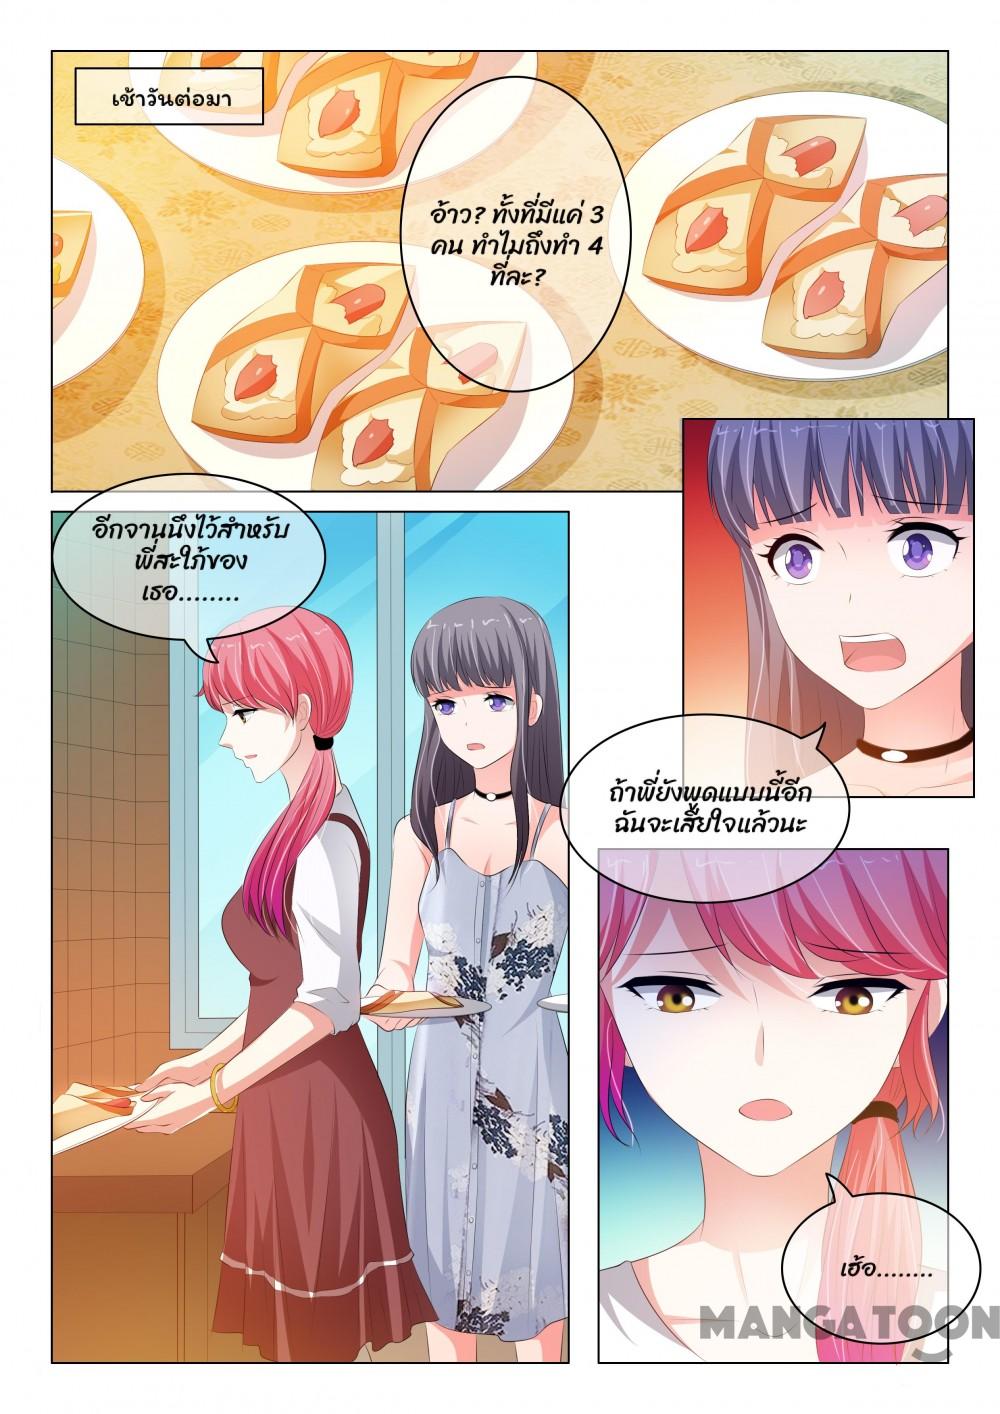 เช้าวันต่อมา
อ้าว? ทั้งที่มีแค่ 3
คน ทำไมถึงทำ 4
ที่ละ?
อีกจานนึงไว้สำหรับ
พี่สะใภ้ของ
เธอ........
ถ้าพี่ยังพูดแบบนี้อีก
ฉันจะเสียใจแล้วนะ
เฮ้อ........
MANGATOON